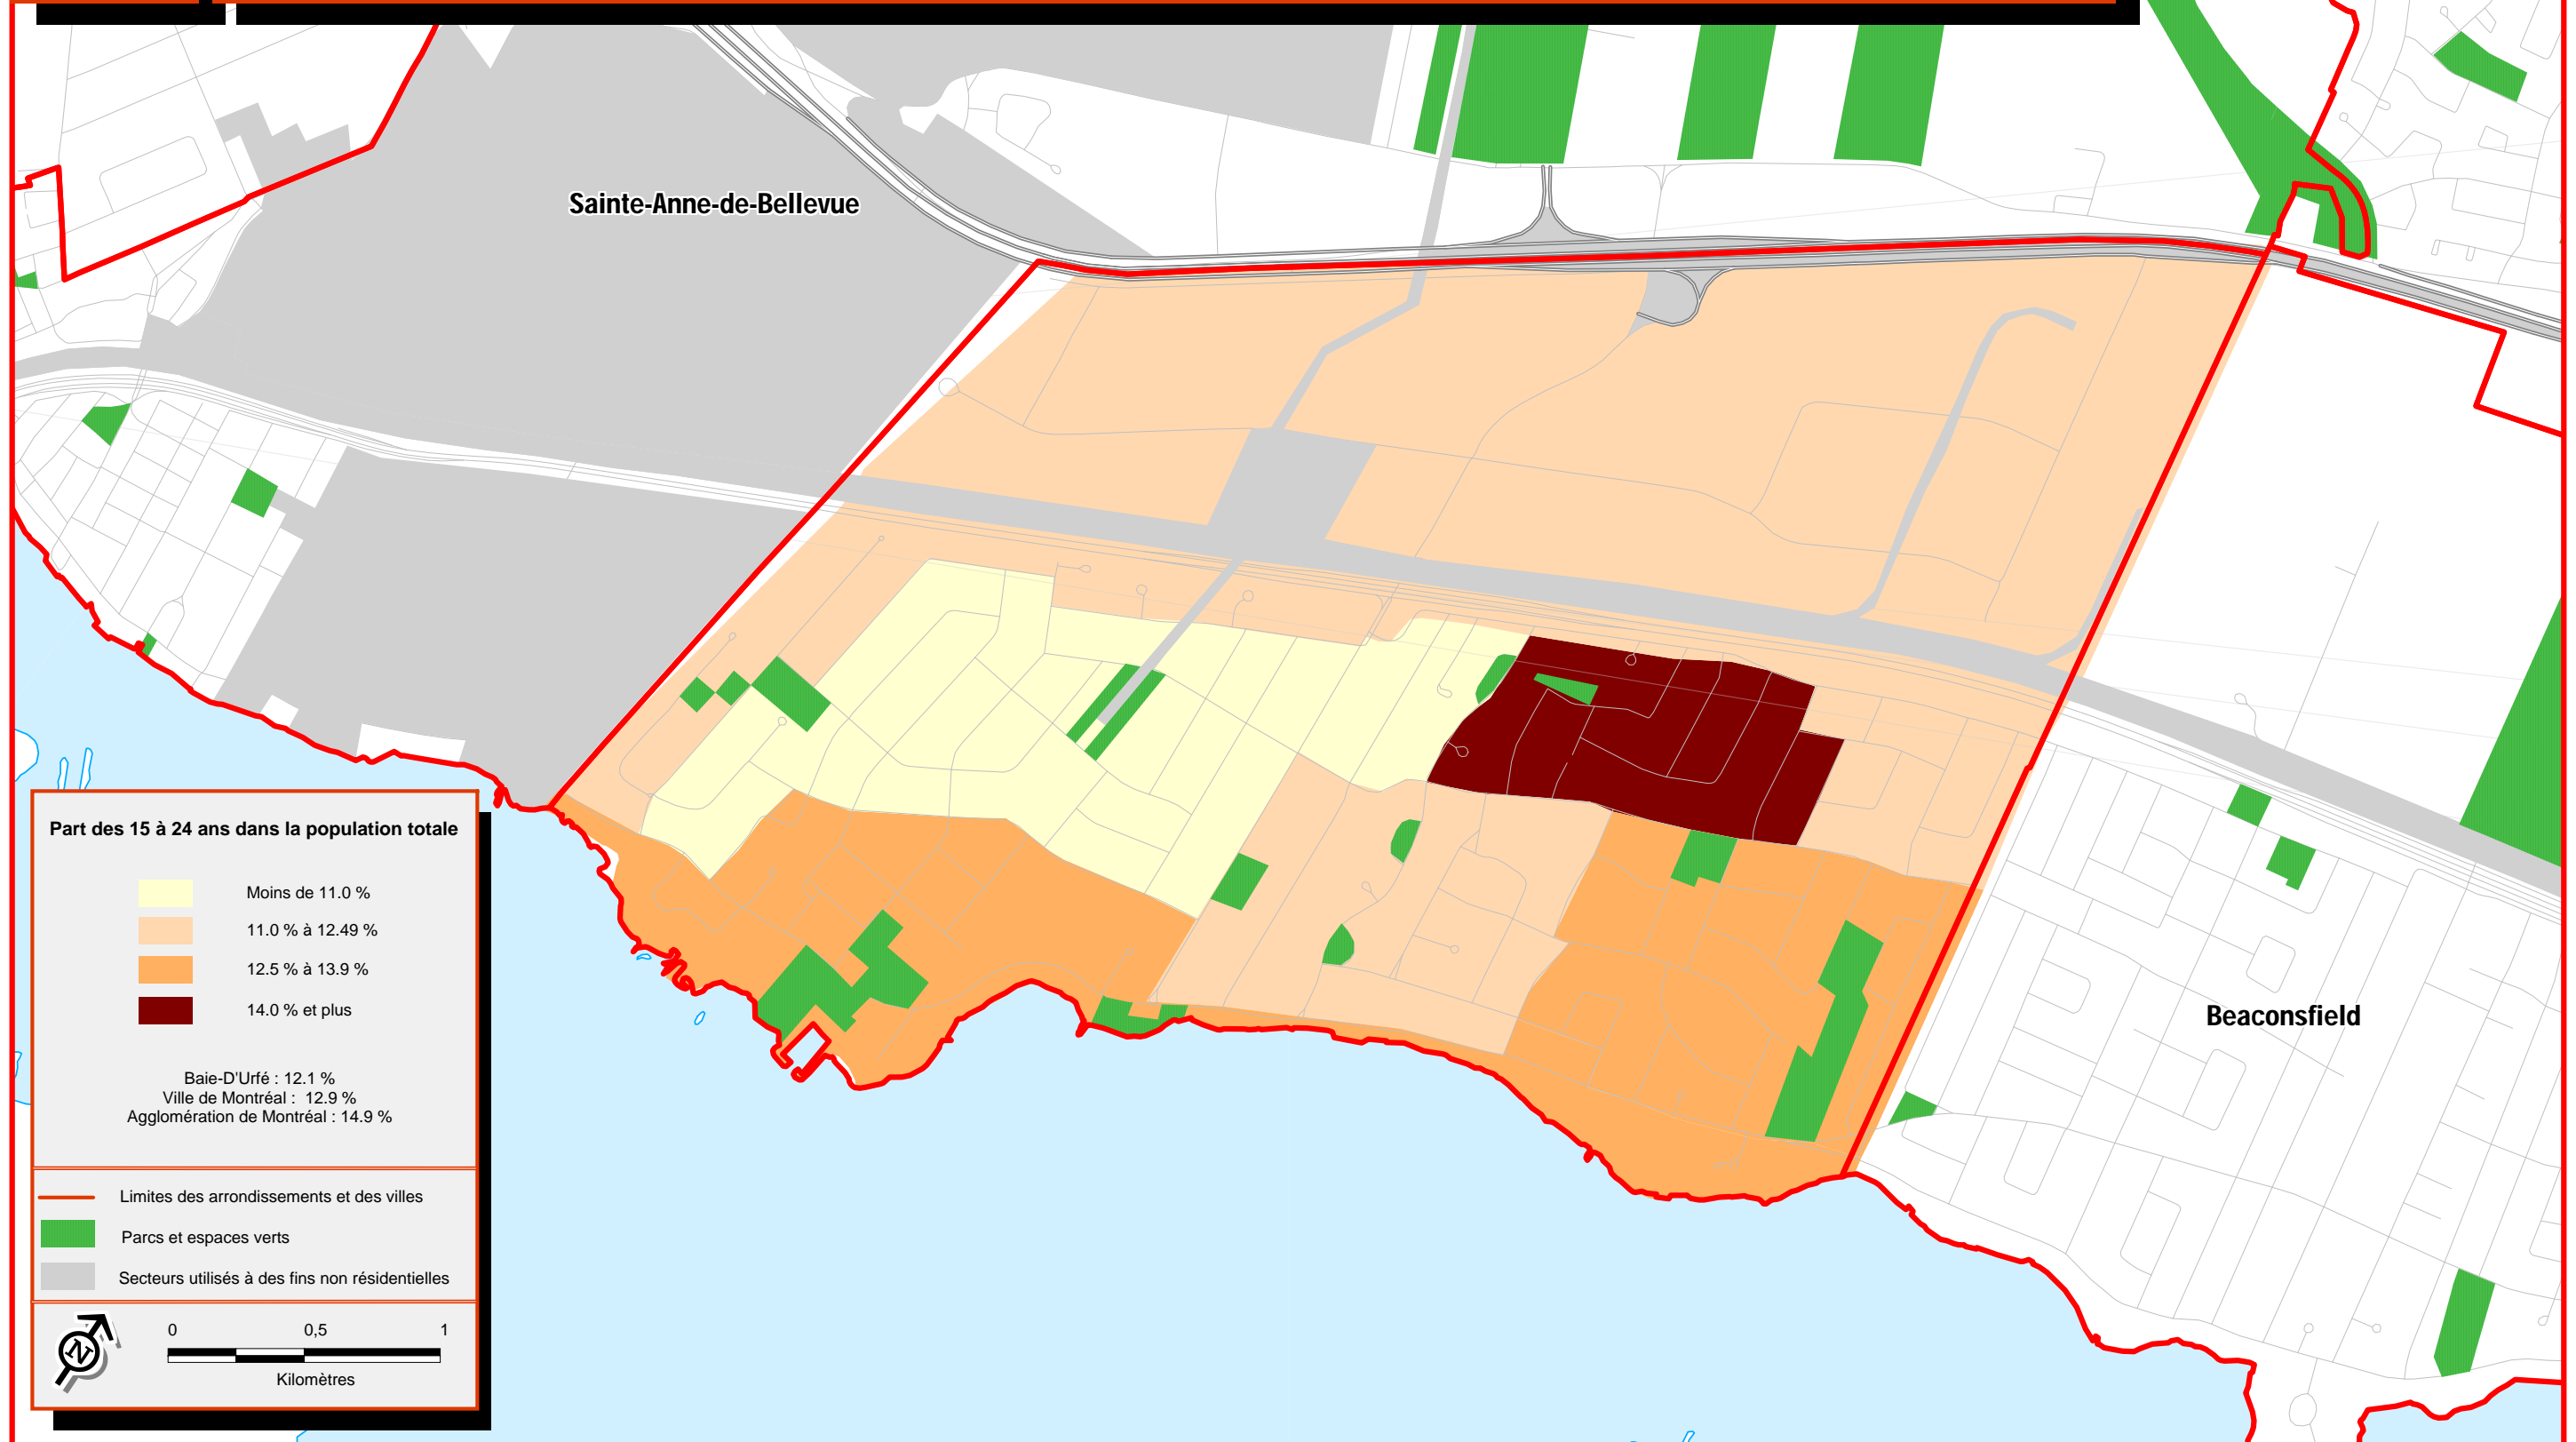 Sainte-Anne-de-Bellevue
Part des 15 à 24 ans dans la population totale
Moins de 11.0 %
11.0 % à 12.49 %
12.5 % à 13.9 %
14.0 % et plus
Baie-D'Urfé : 12.1 %
Ville de Montréal : 12.9 %
Agglomération de Montréal : 14.9 %
Limites des arrondissements et des villes
Parcs et espaces verts
Secteurs utilisés à des fins non résidentielles
N
0 0,5 1
Kilomètres
Beaconsfield